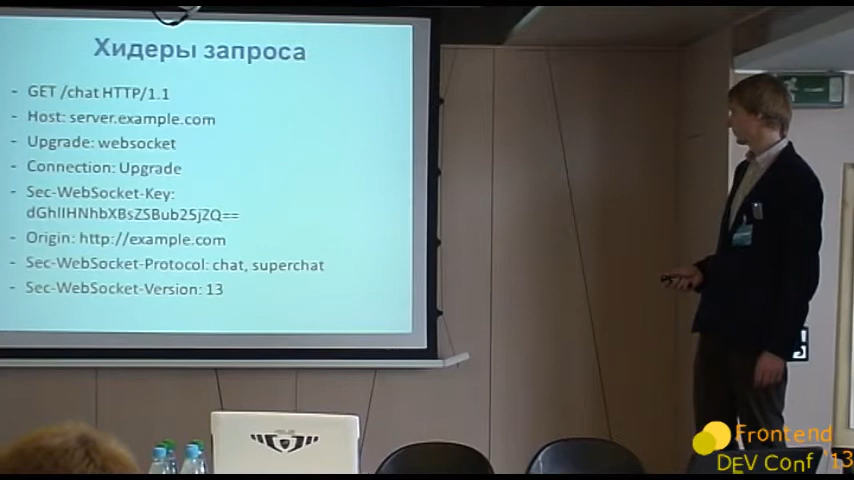 Хидеры запроса
- GET /chat HTTP/1.1
- Host: server.example.com
- Upgrade: websocket
- Connection: Upgrade
- Sec-WebSocket-Key:
dGhlIHNhbXBsZSBub25jZQ==
- Origin: http://example.com
- Sec-WebSocket-Protocol: chat, superchat
- Sec-WebSocket-Version: 13
Frontend
DEV Conf '13